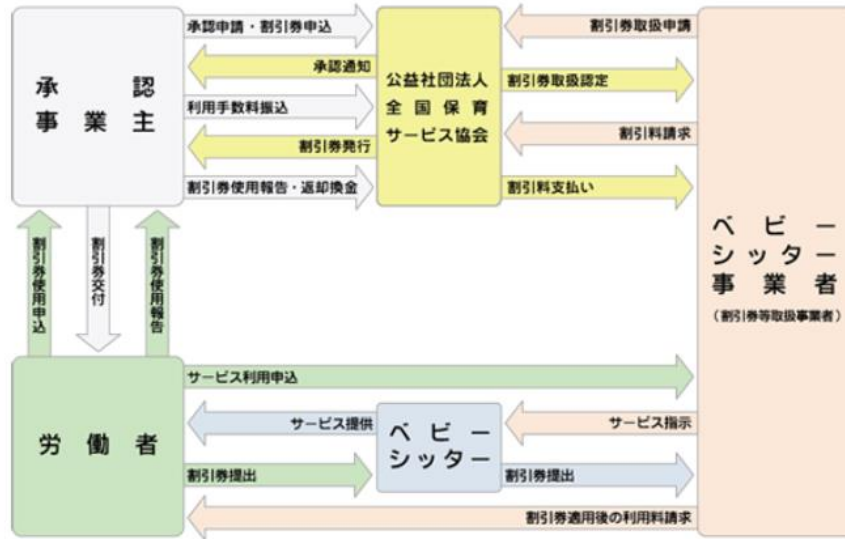 承認申請・割引券申込
割引券取扱申請
承認通知
承認
事業主
公益社団法人
全国保育
サービス協会
割引券取扱認定
利用手数料振込
割引料請求
割引券発行
割引券使用報告・返却換金
割引料支払い
割引券使用申込
割引券交付
割引券使用報告
ベビー
シッター
事業者
(割引券等取扱事業者)
サービス利用申込
労働者
サービス提供
ベビー
シッター
サービス指示
割引券提出
割引券提出
割引券適用後の利用料請求